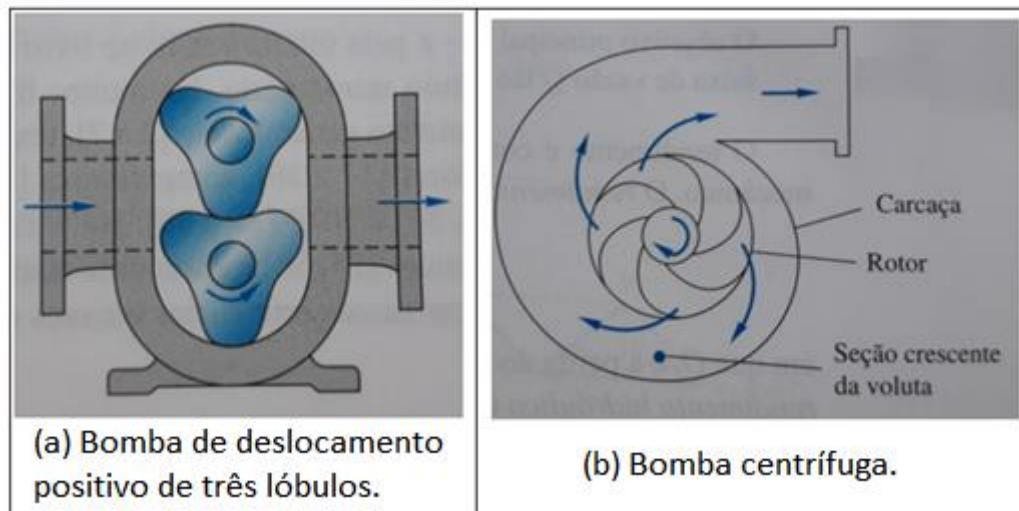 (a) Bomba de deslocamento
positivo de três lóbulos.
Carcaça
Rotor
Seção crescente
da voluta
(b) Bomba centrífuga.